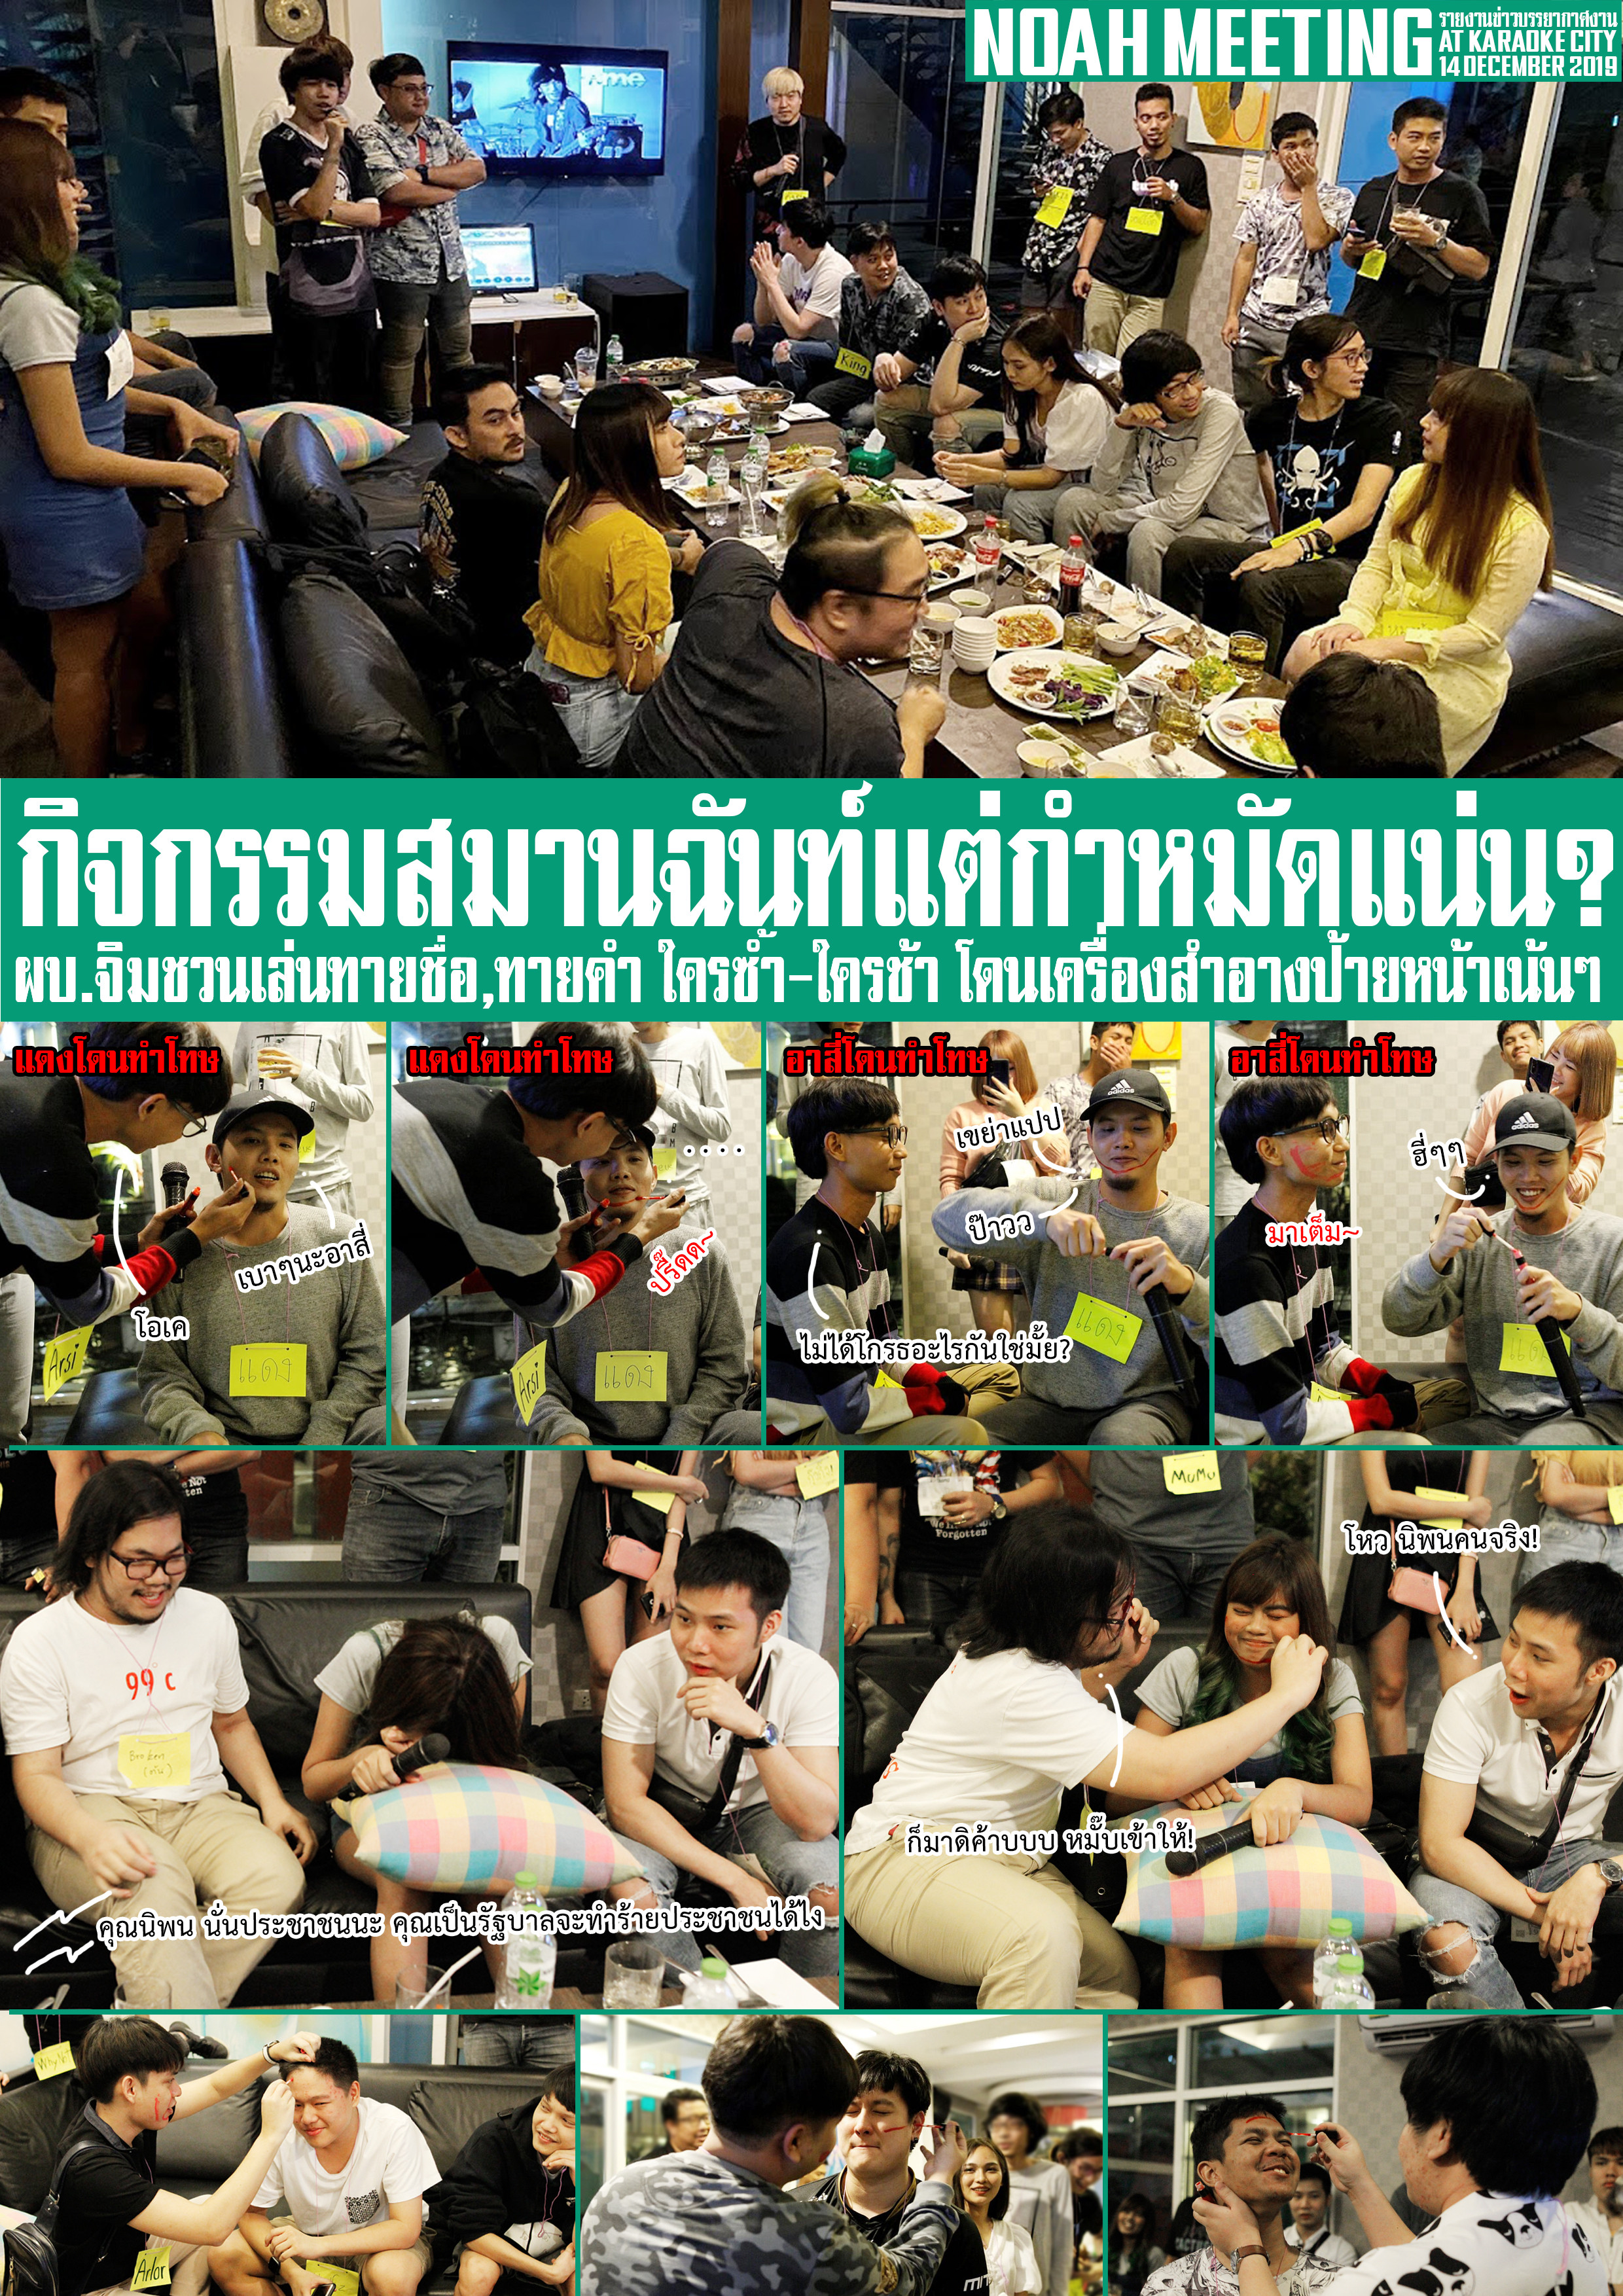 NOAH MEETING
รายงานข่าวบรรยากาศงาน
AT KARAOKE CITY
14 DECEMBER 2019
King
กิจกรรมสมานฉันท์แต่กำหมัดแน่น?
ผบ.จิมชวนเล่นทายชื่อ,ทายคำ ใครซ้ำ-ใครช้า โดนเครื่องสำอางป้ายหน้าเน้นๆ
แดงโดนทำโทษ
เบาๆนะอาสี่
โอเค
Arsi
แดง
แดงโดนทำโทษ
....
ปรี๊ดด~
Arsi
แดง
อาสี่โดนทำโทษ
adidas
เขย่าแปป
ป๊าวว
ไม่ได้โกรธอะไรกันใช่มั้ย?
แดง
อาสี่โดนทำโทษ
adidas
ฮี่ๆๆ
มาเต็ม~
แดง
99 c
คุณนิพน นั่นประชาชนนะ คุณเป็นรัฐบาลจะทำร้ายประชาชนได้ไง
MuMu
Forgotten
โหว นิพนคนจริง!
ก็มาดิค้าบบบ หมั๊บเข้าให้!
Arlor